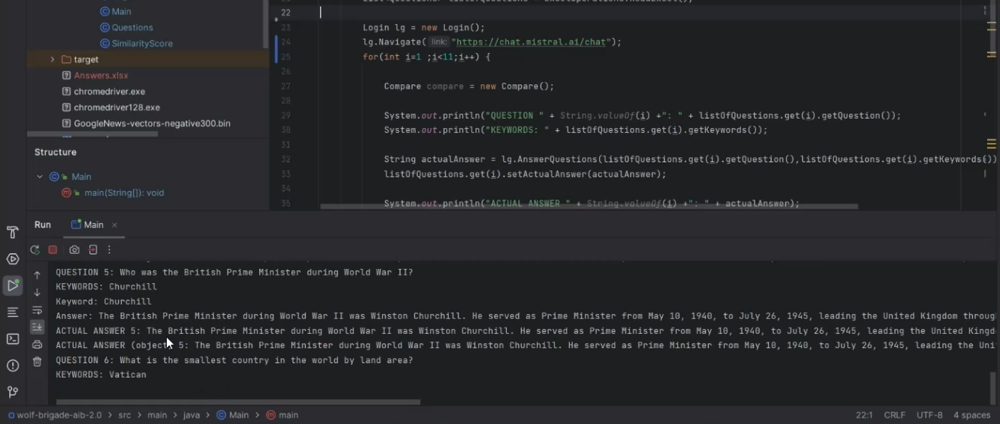 Main
Questions
SimilarityScore
target
Answers.xlsx
chromedriver.exe
chromedriver128.exe
GoogleNews-vectors-negative300.bin
Structure
Main
main(String[]): void
22
23 Login lg = new Login();
24 lg.Navigate( link: "https://chat.mistral.ai/chat");
25 for(int i=1 ;i<11;i++) {
26
27 Compare compare = new Compare();
28
29 System.out.println("QUESTION " + String.valueOf(i) +": " + listOfQuestions.get(i).getQuestion());
30 System.out.println("KEYWORDS: " + listOfQuestions.get(i).getKeywords());
31
32 String actualAnswer = lg.AnswerQuestions(listOfQuestions.get(i).getQuestion(),listOfQuestions.get(i).getKeywords())
33 listOfQuestions.get(i).setActualAnswer(actualAnswer);
34
35 System.out.println("ACTUAL ANSWER " + String.valueOf(i) +": " + actualAnswer);
Run Main
QUESTION 5: Who was the British Prime Minister during World War II?
KEYWORDS: Churchill
Keyword: Churchill
Answer: The British Prime Minister during World War II was Winston Churchill. He served as Prime Minister from May 10, 1940, to July 26, 1945, leading the United Kingdom throug
ACTUAL ANSWER 5: The British Prime Minister during World War II was Winston Churchill. He served as Prime Minister from May 10, 1940, to July 26, 1945, leading the United Kingd
ACTUAL ANSWER (object) 5: The British Prime Minister during World War II was Winston Churchill. He served as Prime Minister from May 10, 1940, to July 26, 1945, leading the Uni
QUESTION 6: What is the smallest country in the world by land area?
KEYWORDS: Vatican
wolf-brigade-aib-2.0 > src > main > java > Main > main 22:1 CRLF UTF-8 4 spaces